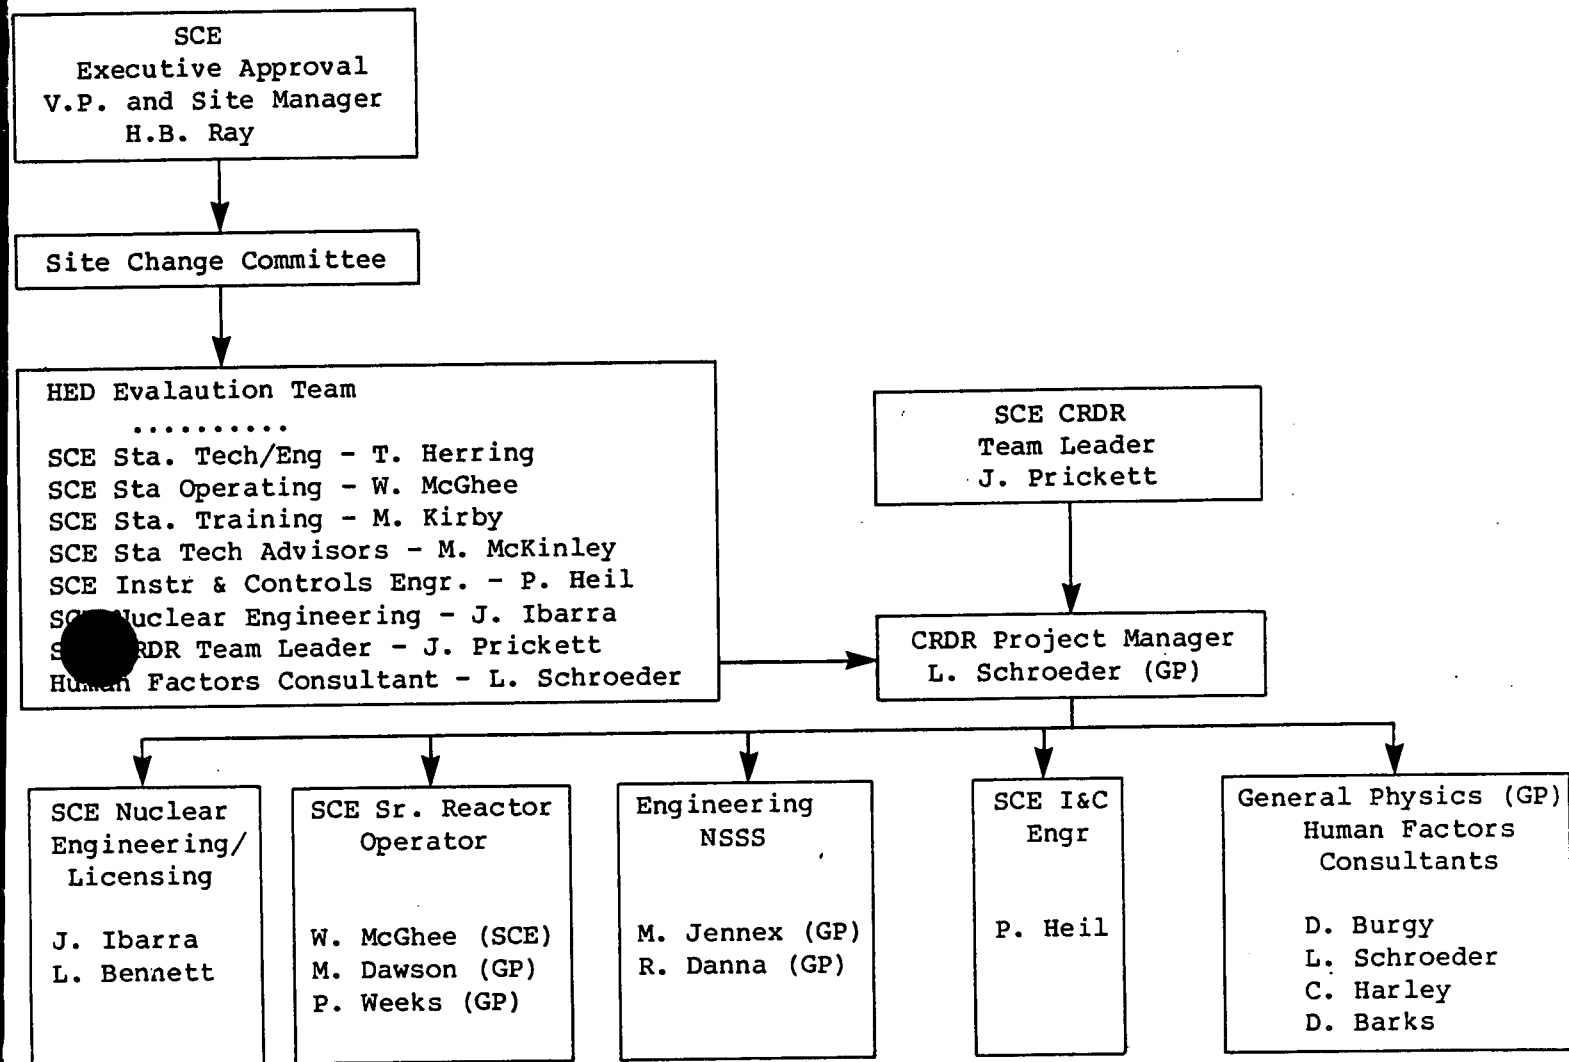 SCE
Executive Approval
V.P. and Site Manager
H.B. Ray
Site Change Committee
HED Evalaution Team
..........
SCE Sta. Tech/Eng - T. Herring
SCE Sta Operating - W. McGhee
SCE Sta. Training - M. Kirby
SCE Sta Tech Advisors - M. McKinley
SCE Instr & Controls Engr. - P. Heil
Nuclear Engineering - J. Ibarra
CRDR Team Leader - J. Prickett
Human Factors Consultant - L. Schroeder
SCE CRDR
Team Leader
J. Prickett
CRDR Project Manager
L. Schroeder (GP)
SCE Nuclear
Engineering/
Licensing
J. Ibarra
L. Bennett
SCE Sr. Reactor
Operator
W. McGhee (SCE)
M. Dawson (GP)
P. Weeks (GP)
Engineering
NSSS
M. Jennex (GP)
R. Danna (GP)
SCE I&C
Engr
P. Heil
General Physics (GP)
Human Factors
Consultants
D. Burgy
L. Schroeder
C. Harley
D. Barks